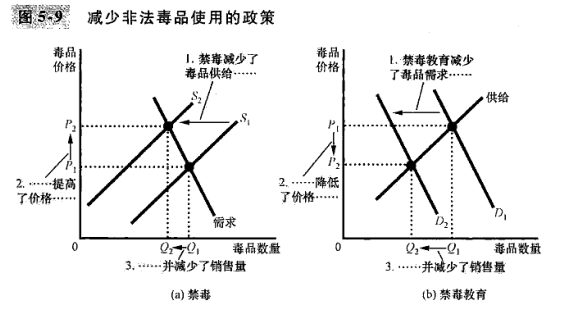 图 5-9 减少非法毒品使用的政策
毒品
价格
1. 禁毒减少了
毒品供给……
S₂
S₁
P₂
P₁
2. ……提高
了价格……
需求
0
Q₂
Q₁
毒品数量
3. ……并减少了销售量
(a) 禁毒
毒品
价格
1. 禁毒教育减少
了毒品需求……
供给
P₁
P₂
2. ……降低
了价格……
D₂
D₁
0
Q₂
Q₁
毒品数量
3. ……并减少了销售量
(b) 禁毒教育